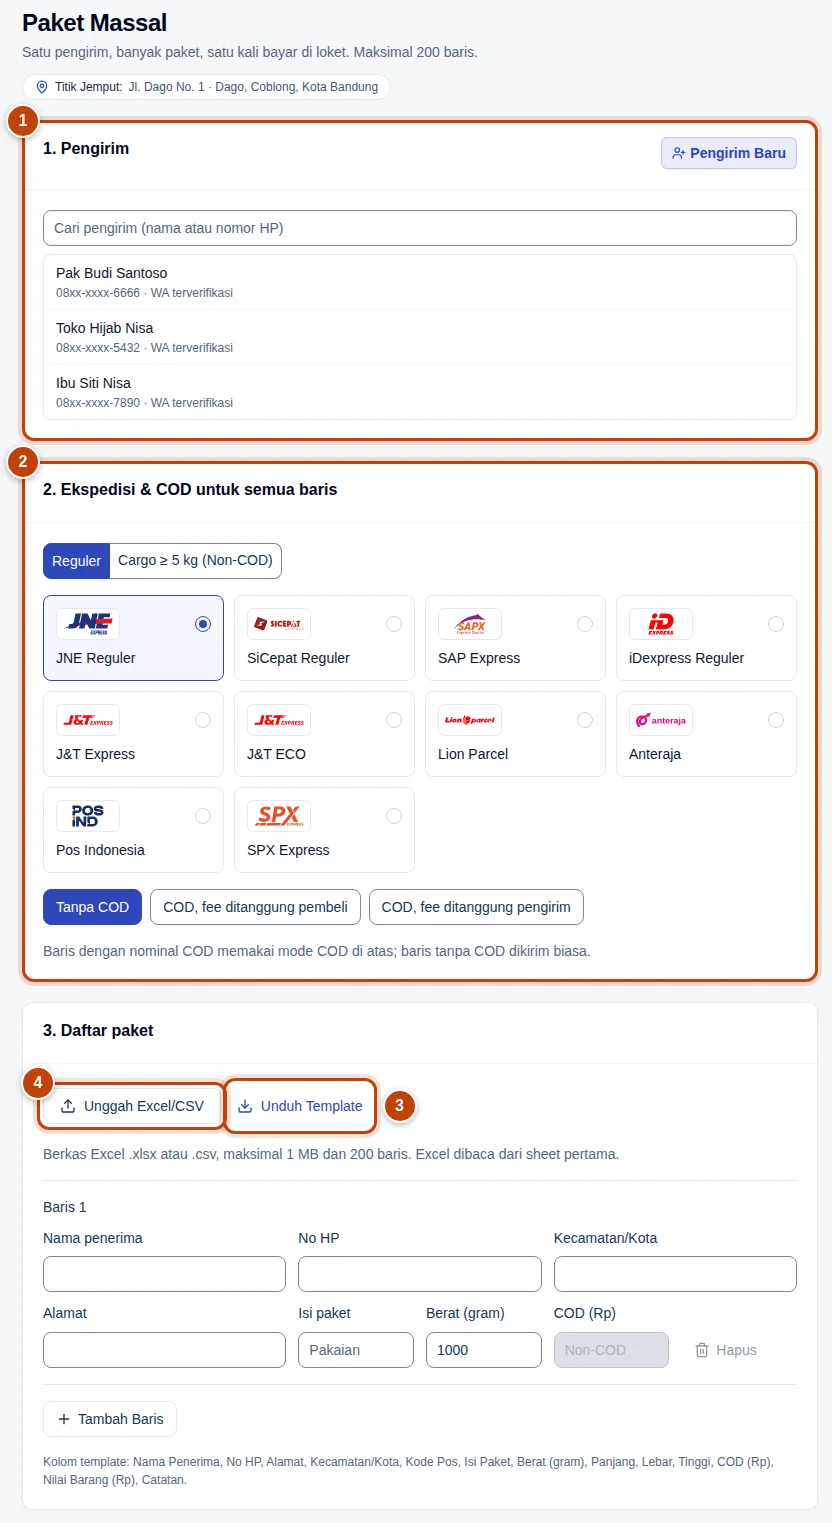 Paket Massal
Satu pengirim, banyak paket, satu kali bayar di loket. Maksimal 200 baris.
Titik Jemput: Jl. Dago No. 1 · Dago, Coblong, Kota Bandung
1
1. Pengirim
Pengirim Baru
Cari pengirim (nama atau nomor HP)
Pak Budi Santoso
08xx-xxxx-6666 · WA terverifikasi
Toko Hijab Nisa
08xx-xxxx-5432 · WA terverifikasi
Ibu Siti Nisa
08xx-xxxx-7890 · WA terverifikasi
2
2. Ekspedisi & COD untuk semua baris
Reguler Cargo ≥ 5 kg (Non-COD)
JNE EXPRESS
JNE Reguler
SICEPAT
SiCepat Reguler
SAPX Express Courier
SAP Express
iD EXPRESS
iDexpress Reguler
J&T EXPRESS
J&T Express
J&T EXPRESS
J&T ECO
Lion parcel
Lion Parcel
anteraja
Anteraja
POS IND
Pos Indonesia
SPX EXPRESS
SPX Express
Tanpa COD
COD, fee ditanggung pembeli
COD, fee ditanggung pengirim
Baris dengan nominal COD memakai mode COD di atas; baris tanpa COD dikirim biasa.
3. Daftar paket
4
Unggah Excel/CSV
Unduh Template
3
Berkas Excel .xlsx atau .csv, maksimal 1 MB dan 200 baris. Excel dibaca dari sheet pertama.
Baris 1
Nama penerima No HP Kecamatan/Kota
Alamat Isi paket Berat (gram) COD (Rp)
Pakaian 1000 Non-COD Hapus
Tambah Baris
Kolom template: Nama Penerima, No HP, Alamat, Kecamatan/Kota, Kode Pos, Isi Paket, Berat (gram), Panjang, Lebar, Tinggi, COD (Rp),
Nilai Barang (Rp), Catatan.